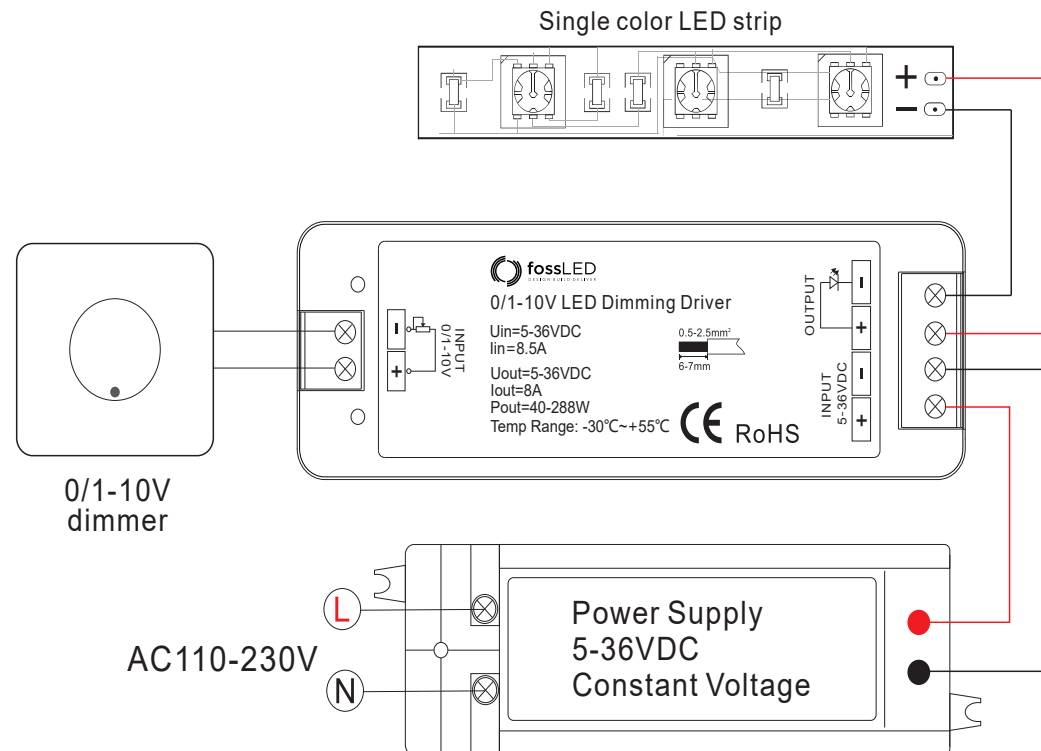 Single color LED strip
+
−
fossLED
DESIGN·BUILD·DELIVER
0/1-10V LED Dimming Driver
Uin=5-36VDC
Iin=8.5A
Uout=5-36VDC
Iout=8A
Pout=40-288W
Temp Range: -30℃~+55℃
0.5-2.5mm²
6-7mm
CE RoHS
-
+
INPUT
0/1-10V
OUTPUT
-
+
INPUT
5-36VDC
-
+
0/1-10V
dimmer
L
AC110-230V
N
Power Supply
5-36VDC
Constant Voltage